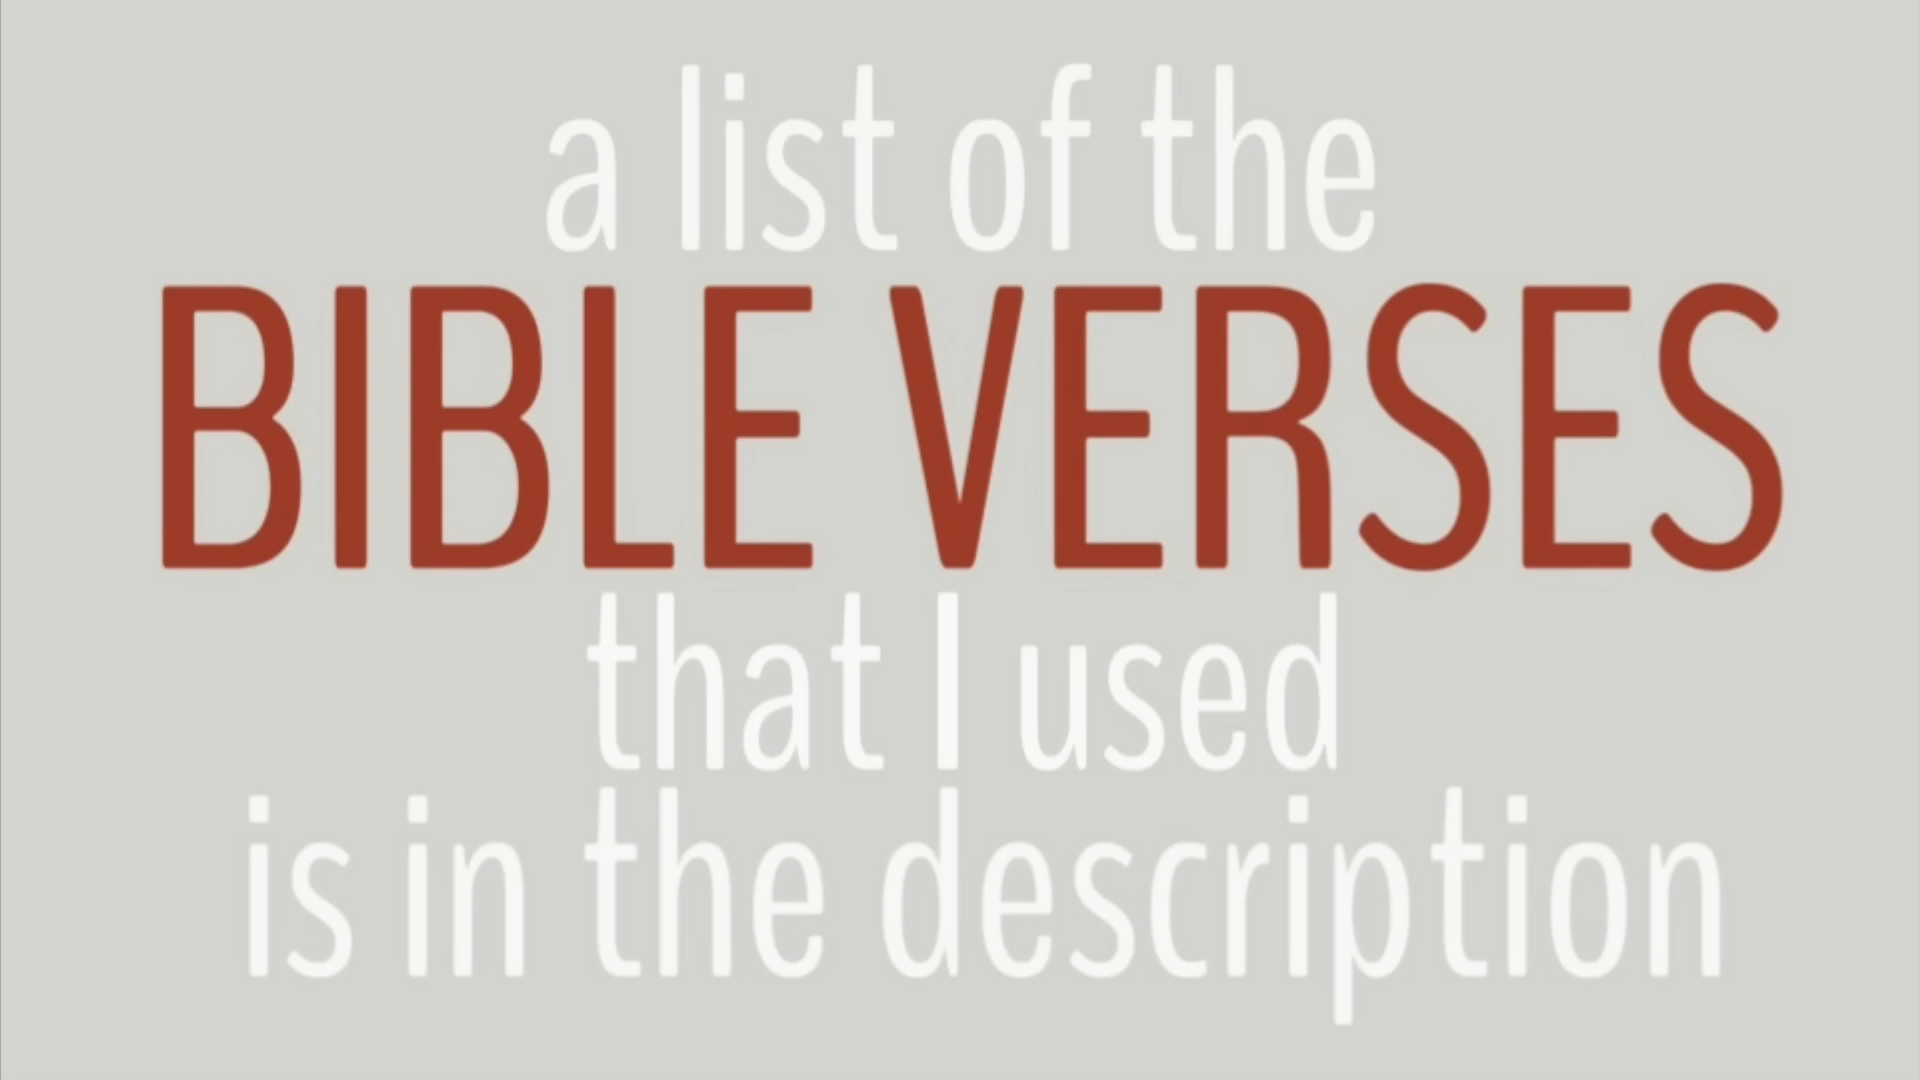 a list of the
BIBLE VERSES
that I used
is in the description